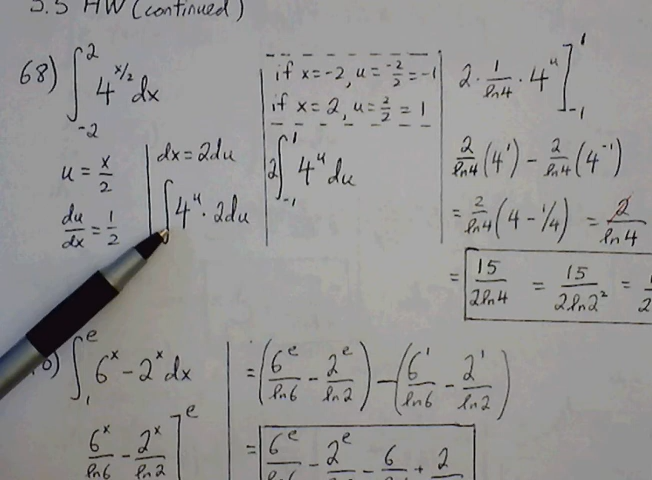 5.5 HW (continued)
68) ∫_{-2}^{2} 4^{x/2} dx
u = x/2
du/dx = 1/2
dx = 2du
∫ 4^u · 2du
if x=-2, u = -2/2 = -1
if x = 2, u = 2/2 = 1
2∫_{-1}^{1} 4^u du
2 · 1/ln4 · 4^u ]_{-1}^{1}
2/ln4 (4^1) - 2/ln4 (4^{-1})
= 2/ln4 (4 - 1/4) = 2/ln4
= 15/2ln4 = 15/2ln2^2 =
∫_{1}^{e} 6^x - 2^x dx
6^x/ln6 - 2^x/ln2 ]^e
= (6^e/ln6 - 2^e/ln2) - (6^1/ln6 - 2^1/ln2)
= 6^e/ln6 - 2^e - 6 + 2